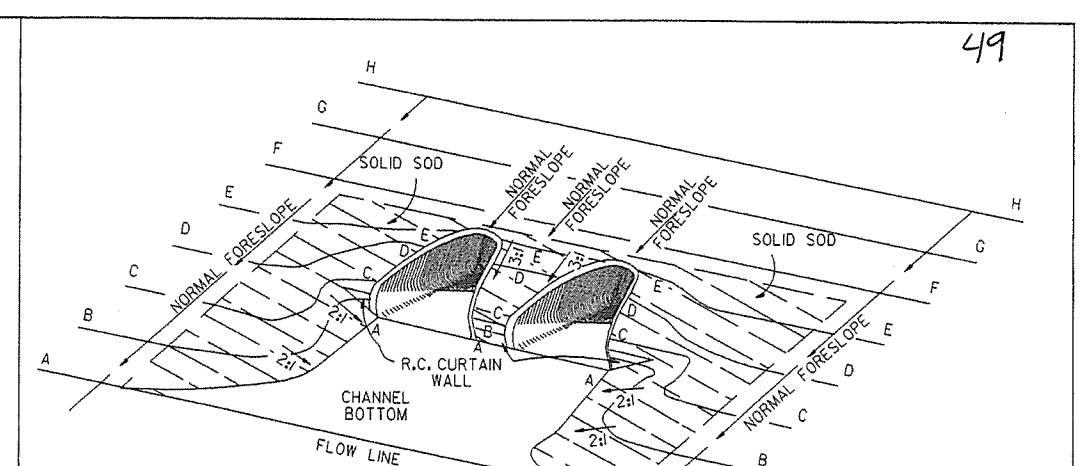 49
H
G
F
E
D
C
B
A
SOLID SOD
NORMAL FORESLOPE
NORMAL
FORESLOPE
NORMAL
FORESLOPE
NORMAL
FORESLOPE
H
G
F
E
D
C
B
SOLID SOD
NORMAL FORESLOPE
E
D
C
A
3:1
E
D
3:1
C
B
A
E
D
C
A
2:1
2:1
R.C. CURTAIN
WALL
CHANNEL
BOTTOM
FLOW LINE
2:1
2:1